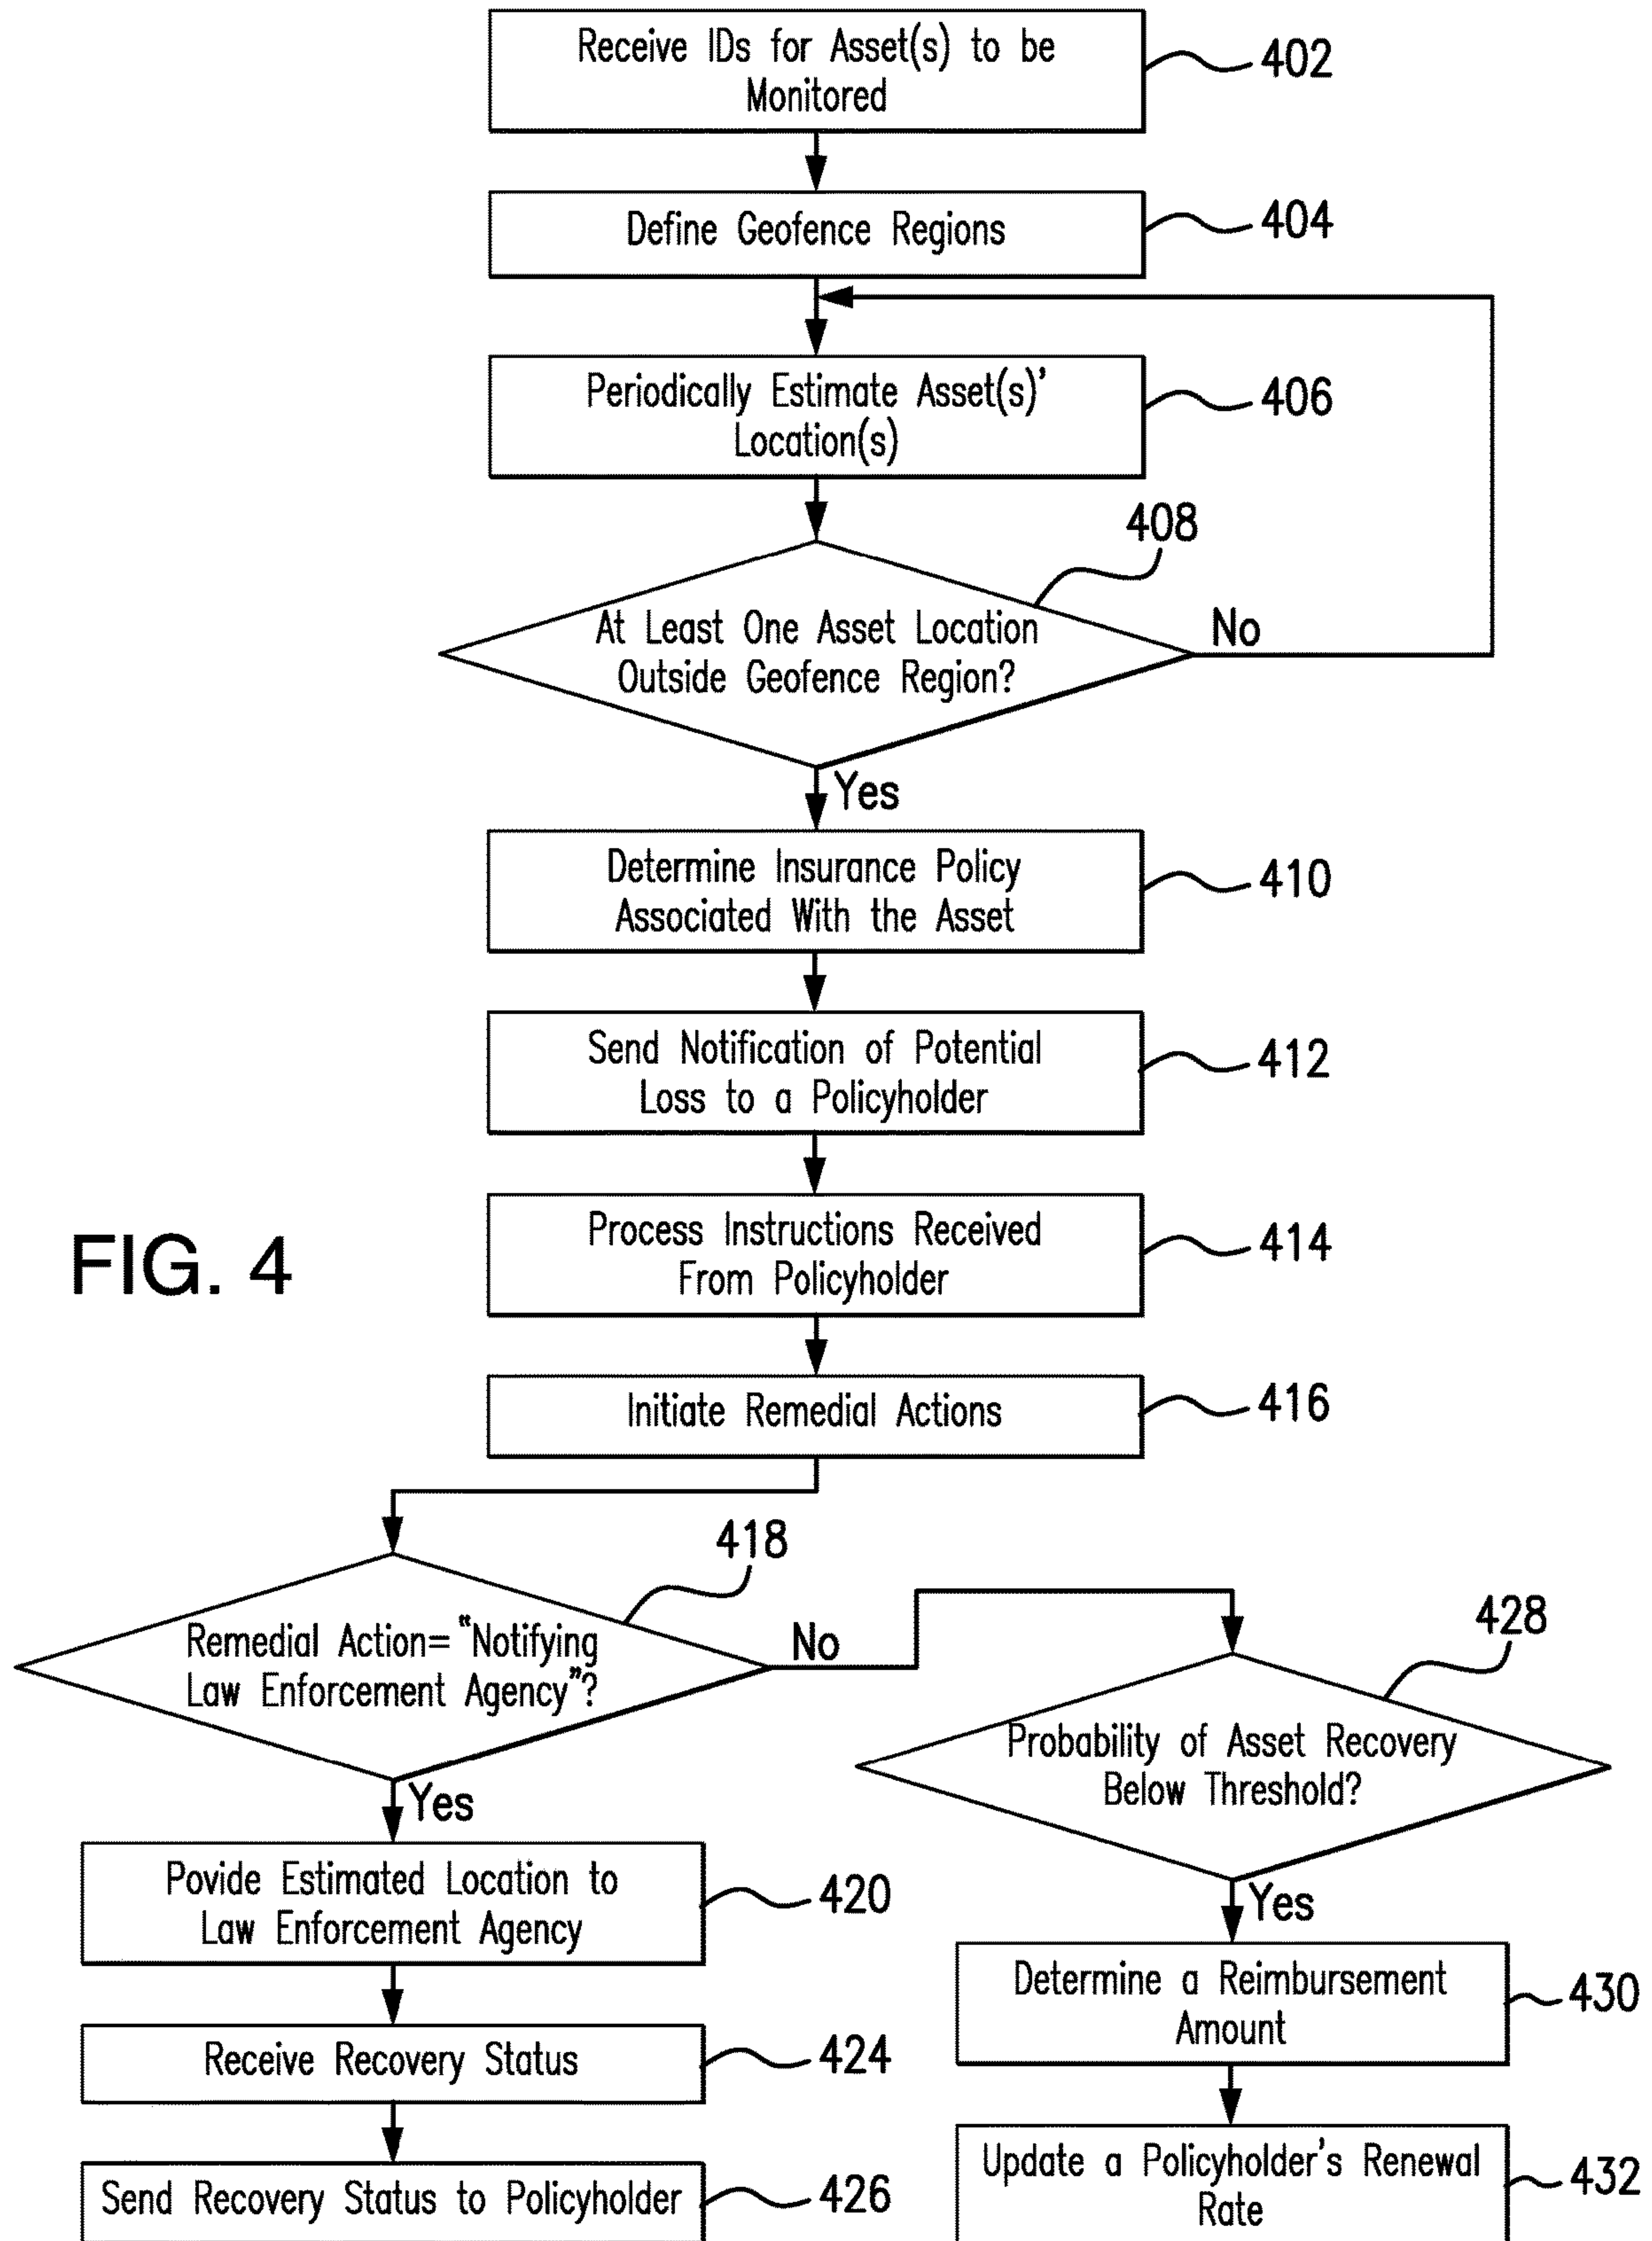 Receive IDs for Asset(s) to be
Monitored
402
Define Geofence Regions
404
Periodically Estimate Asset(s)'
Location(s)
406
408
At Least One Asset Location
Outside Geofence Region?
No
Yes
Determine Insurance Policy
Associated With the Asset
410
Send Notification of Potential
Loss to a Policyholder
412
Process Instructions Received
From Policyholder
414
FIG. 4
Initiate Remedial Actions
416
418
Remedial Action= "Notifying
Law Enforcement Agency"?
No
Yes
428
Probability of Asset Recovery
Below Threshold?
Yes
Povide Estimated Location to
Law Enforcement Agency
420
Receive Recovery Status
424
Send Recovery Status to Policyholder
426
Determine a Reimbursement
Amount
430
Update a Policyholder's Renewal
Rate
432